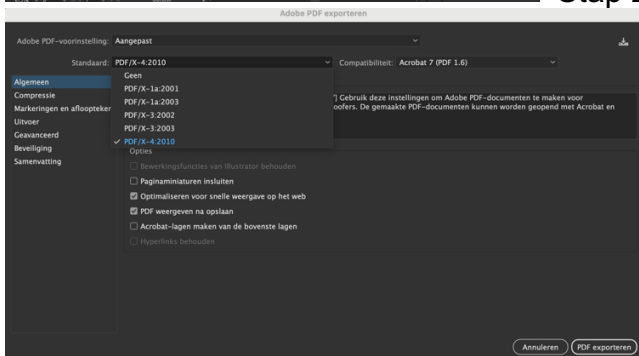 Adobe PDF exporteren
Adobe PDF-voorinstelling: Aangepast
Standaard: PDF/X-4:2010 Compatibiliteit: Acrobat 7 (PDF 1.6)
Geen
PDF/X-1a:2001
PDF/X-1a:2003
PDF/X-3:2002
PDF/X-3:2003
PDF/X-4:2010
Algemeen
Compressie
Markeringen en aflooptekens
Uitvoer
Geavanceerd
Beveiliging
Samenvatting
] Gebruik deze instellingen om Adobe PDF-documenten te maken voor
oofers. De gemaakte PDF-documenten kunnen worden geopend met Acrobat en
Opties
Bewerkingsfuncties van Illustrator behouden
Paginaminiaturen insluiten
Optimaliseren voor snelle weergave op het web
PDF weergeven na opslaan
Acrobat-lagen maken van de bovenste lagen
Hyperlinks behouden
Annuleren
PDF exporteren